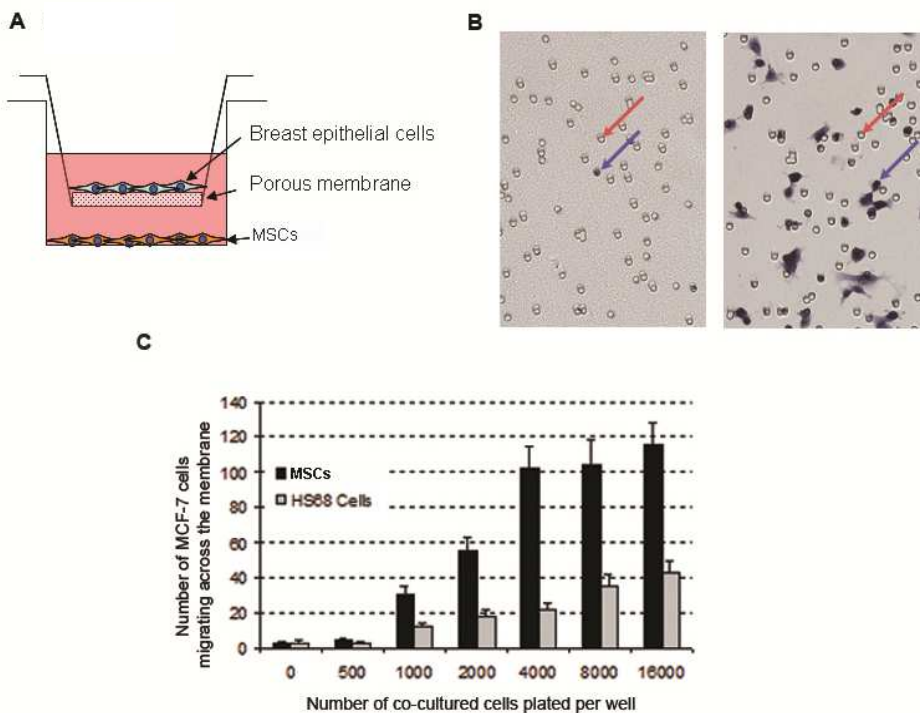 A
B
Breast epithelial cells
Porous membrane
MSCs
C
Number of MCF-7 cells
migrating across the membrane
140
120
100
80
60
40
20
0
MSCs
HS68 Cells
0 500 1000 2000 4000 8000 16000
Number of co-cultured cells plated per well